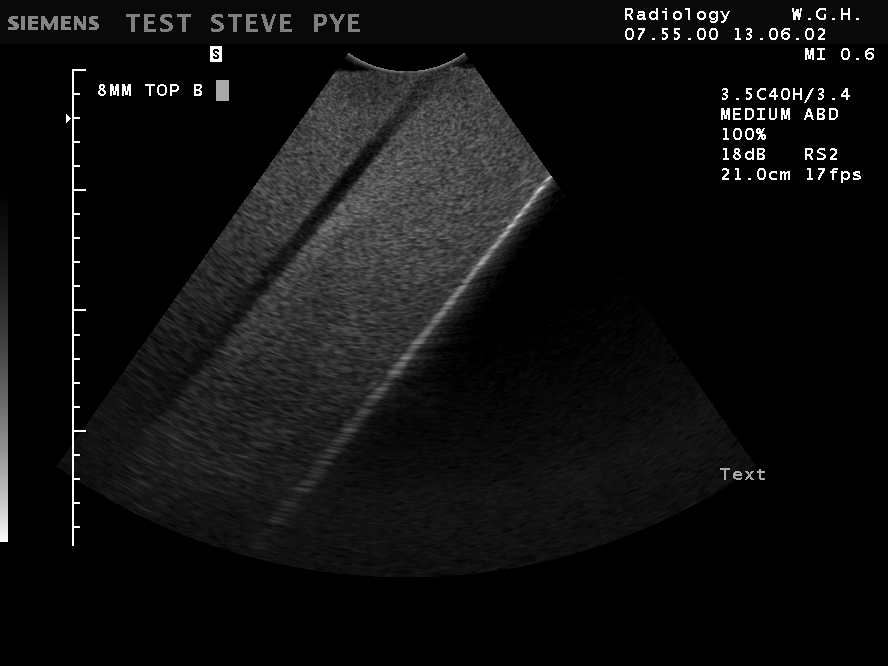 SIEMENS TEST STEVE PYE
Radiology W.G.H.
07.55.00 13.06.02
MI 0.6
S
8MM TOP B
3.5C40H/3.4
MEDIUM ABD
100%
18dB RS2
21.0cm 17fps
Text